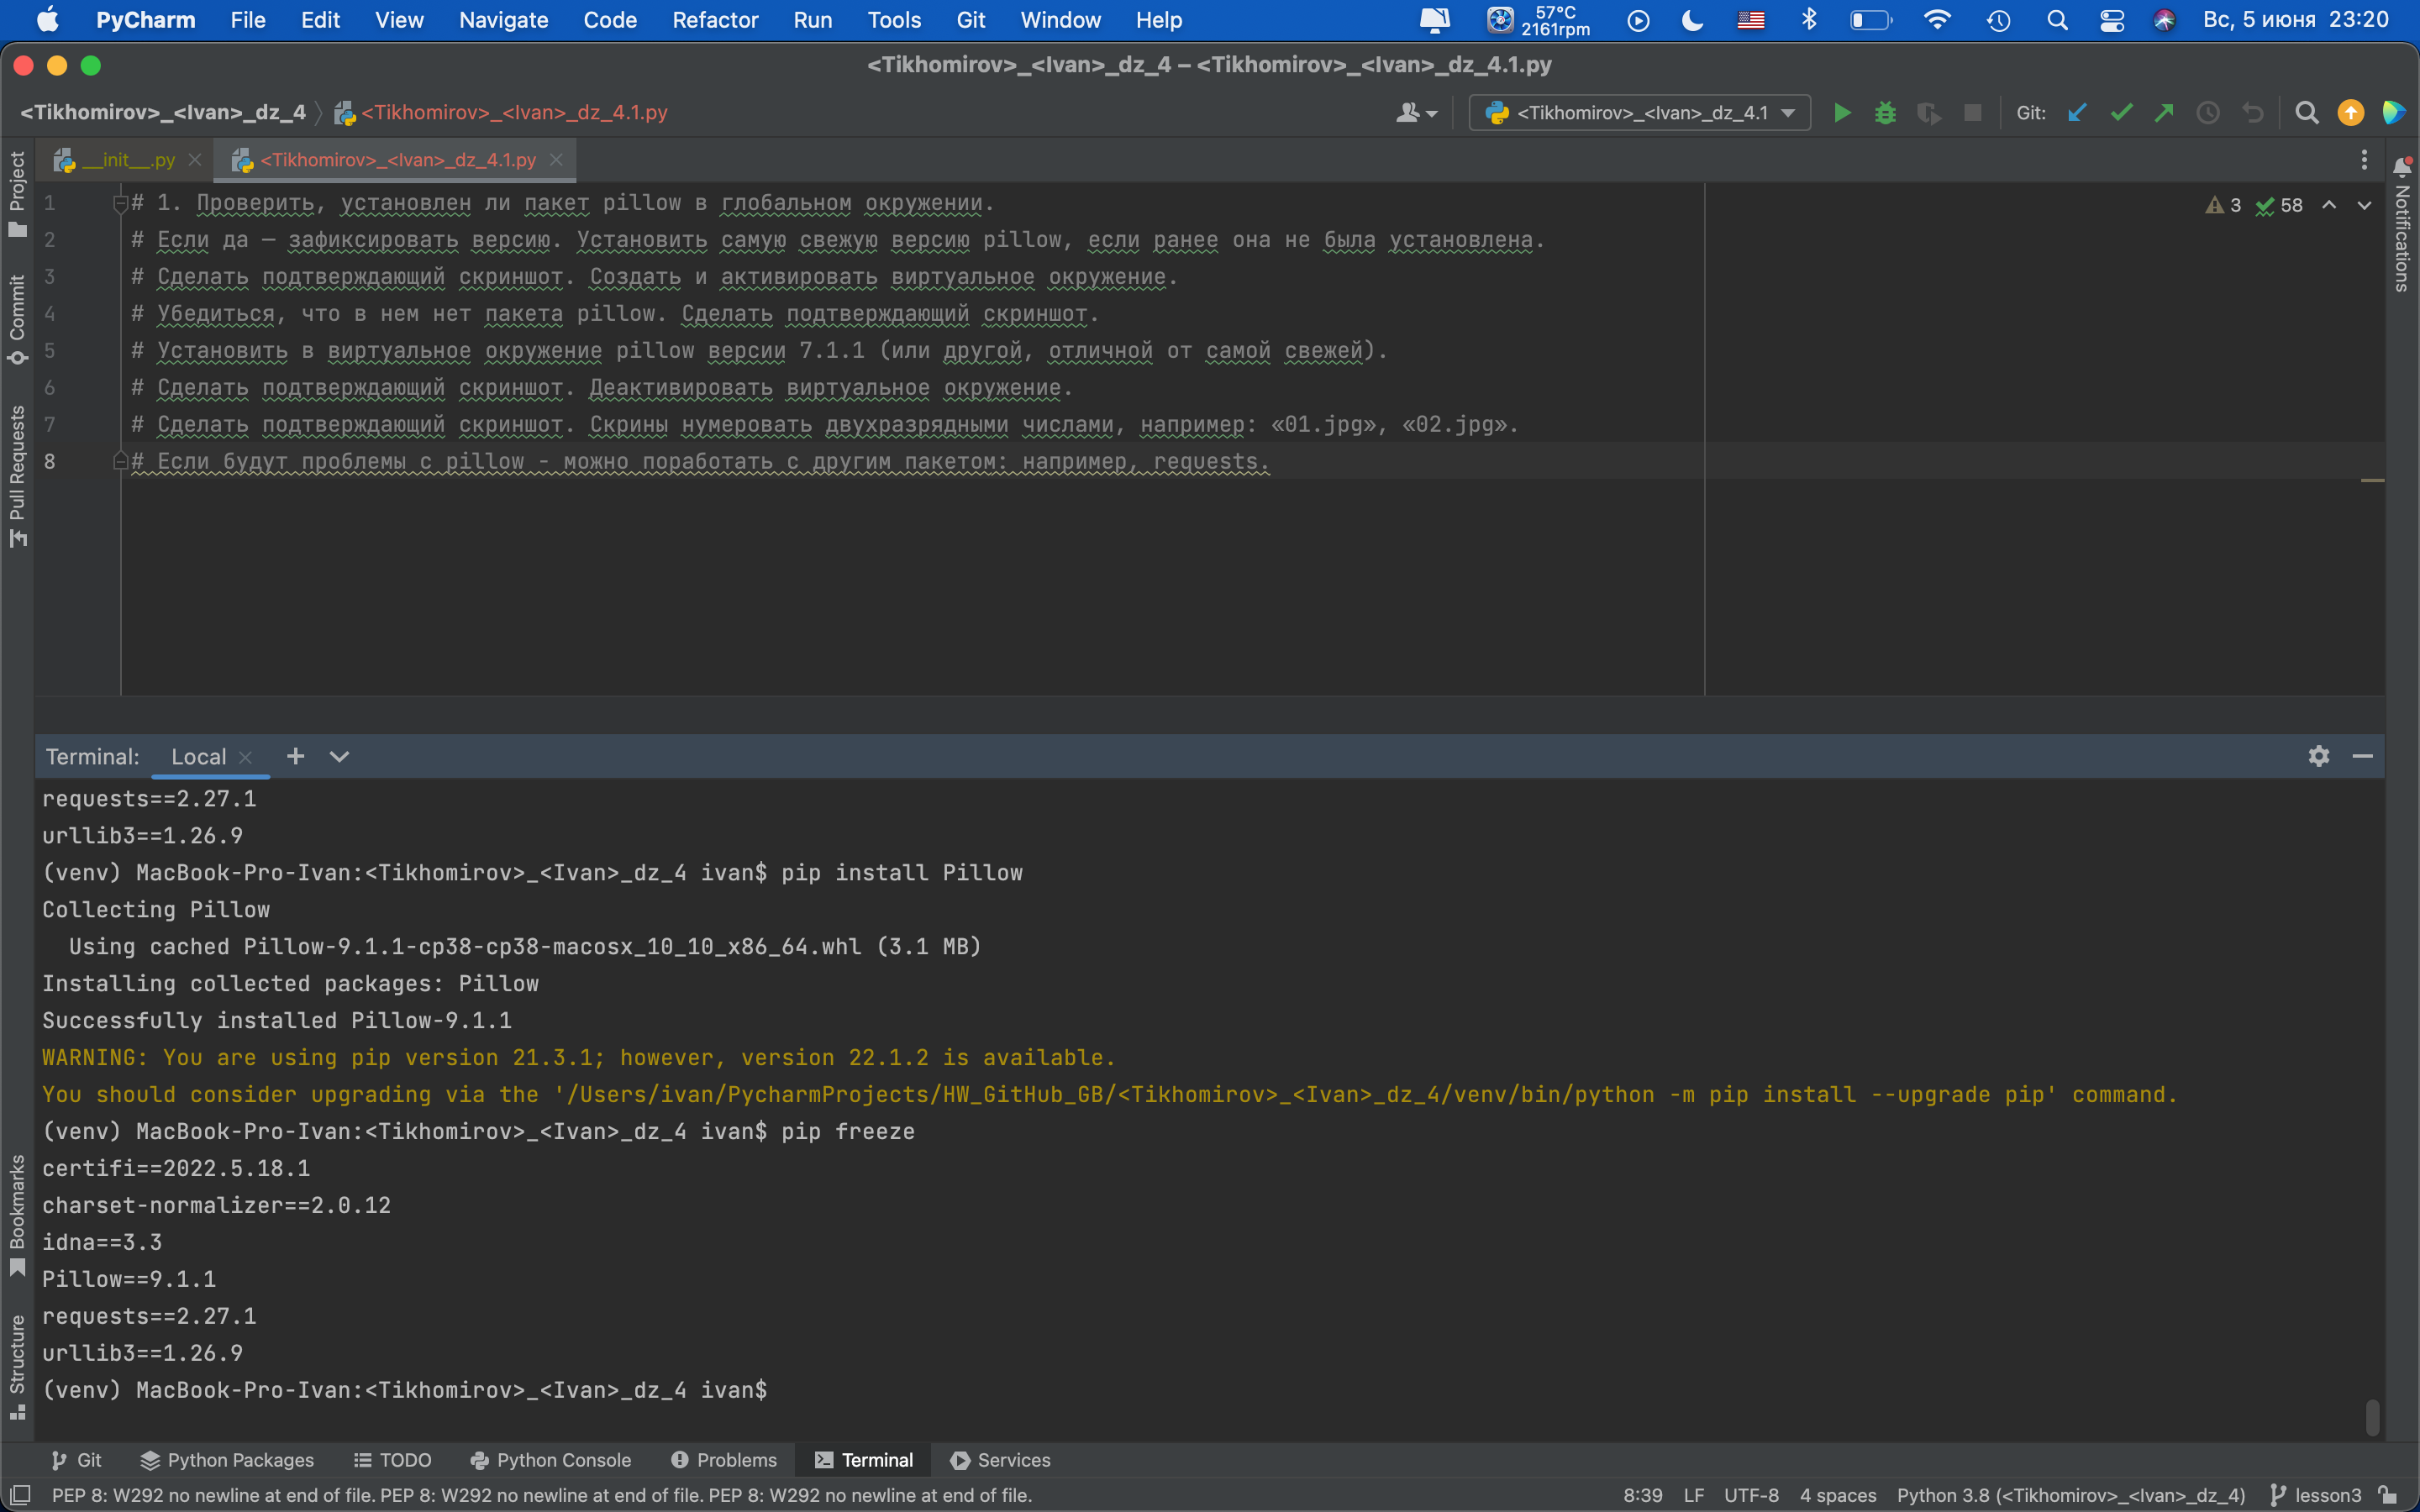 PyCharm File Edit View Navigate Code Refactor Run Tools Git Window Help 57°C 2161rpm Вс, 5 июня 23:20
<Tikhomirov>_<Ivan>_dz_4 – <Tikhomirov>_<Ivan>_dz_4.1.py
<Tikhomirov>_<Ivan>_dz_4 <Tikhomirov>_<Ivan>_dz_4.1.py <Tikhomirov>_<Ivan>_dz_4.1 Git:
__init__.py <Tikhomirov>_<Ivan>_dz_4.1.py
Project
Commit
Pull Requests
Bookmarks
Structure
Notifications
3 58
1 # 1. Проверить, установлен ли пакет pillow в глобальном окружении.
2 # Если да — зафиксировать версию. Установить самую свежую версию pillow, если ранее она не была установлена.
3 # Сделать подтверждающий скриншот. Создать и активировать виртуальное окружение.
4 # Убедиться, что в нем нет пакета pillow. Сделать подтверждающий скриншот.
5 # Установить в виртуальное окружение pillow версии 7.1.1 (или другой, отличной от самой свежей).
6 # Сделать подтверждающий скриншот. Деактивировать виртуальное окружение.
7 # Сделать подтверждающий скриншот. Скрины нумеровать двухразрядными числами, например: «01.jpg», «02.jpg».
8 # Если будут проблемы с pillow - можно поработать с другим пакетом: например, requests.
Terminal: Local
requests==2.27.1
urllib3==1.26.9
(venv) MacBook-Pro-Ivan:<Tikhomirov>_<Ivan>_dz_4 ivan$ pip install Pillow
Collecting Pillow
Using cached Pillow-9.1.1-cp38-cp38-macosx_10_10_x86_64.whl (3.1 MB)
Installing collected packages: Pillow
Successfully installed Pillow-9.1.1
WARNING: You are using pip version 21.3.1; however, version 22.1.2 is available.
You should consider upgrading via the '/Users/ivan/PycharmProjects/HW_GitHub_GB/<Tikhomirov>_<Ivan>_dz_4/venv/bin/python -m pip install --upgrade pip' command.
(venv) MacBook-Pro-Ivan:<Tikhomirov>_<Ivan>_dz_4 ivan$ pip freeze
certifi==2022.5.18.1
charset-normalizer==2.0.12
idna==3.3
Pillow==9.1.1
requests==2.27.1
urllib3==1.26.9
(venv) MacBook-Pro-Ivan:<Tikhomirov>_<Ivan>_dz_4 ivan$
Git Python Packages TODO Python Console Problems Terminal Services
PEP 8: W292 no newline at end of file. PEP 8: W292 no newline at end of file. PEP 8: W292 no newline at end of file. 8:39 LF UTF-8 4 spaces Python 3.8 (<Tikhomirov>_<Ivan>_dz_4) lesson3